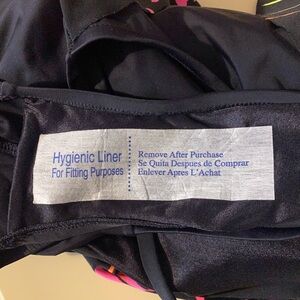 Hygienic Liner
For Fitting Purposes
Remove After Purchase
Se Quita Despues de Comprar
Enlever Apres L'Achat